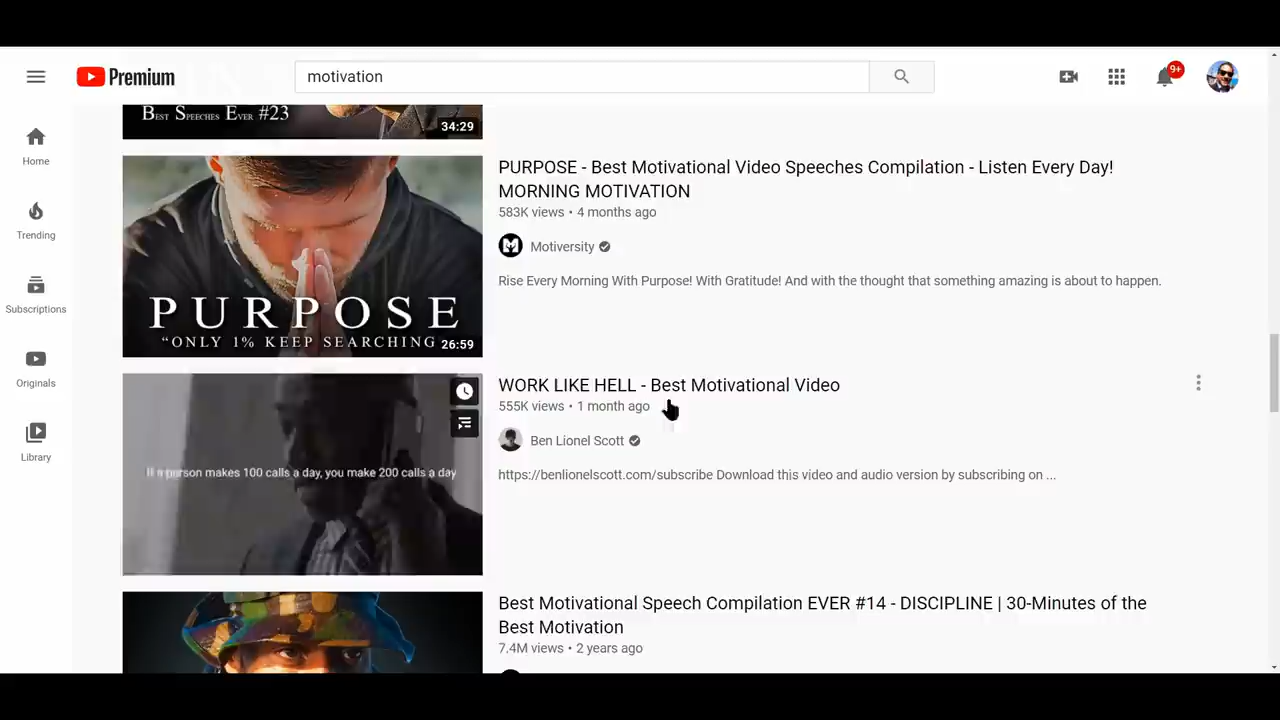 Premium
motivation
9+
BEST SPEECHES EVER #23
34:29
Home
Trending
Subscriptions
Originals
Library
PURPOSE
"ONLY 1% KEEP SEARCHING
26:59
PURPOSE - Best Motivational Video Speeches Compilation - Listen Every Day!
MORNING MOTIVATION
583K views • 4 months ago
Motiversity
Rise Every Morning With Purpose! With Gratitude! And with the thought that something amazing is about to happen.
If a person makes 100 calls a day, you make 200 calls a day
WORK LIKE HELL - Best Motivational Video
555K views • 1 month ago
Ben Lionel Scott
https://benlionelscott.com/subscribe Download this video and audio version by subscribing on ...
Best Motivational Speech Compilation EVER #14 - DISCIPLINE | 30-Minutes of the
Best Motivation
7.4M views • 2 years ago